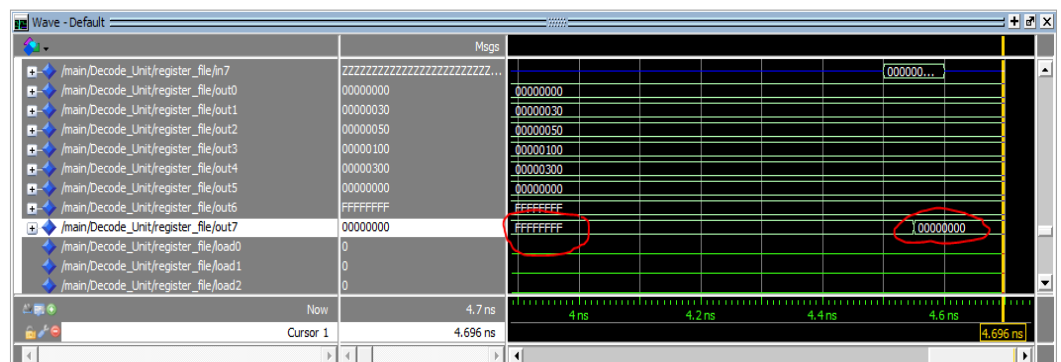 Wave - Default
Msgs
/main/Decode_Unit/register_file/in7 ZZZZZZZZZZZZZZZZZZZZZZZZZZ... 000000...
/main/Decode_Unit/register_file/out0 00000000 00000000
/main/Decode_Unit/register_file/out1 00000030 00000030
/main/Decode_Unit/register_file/out2 00000050 00000050
/main/Decode_Unit/register_file/out3 00000100 00000100
/main/Decode_Unit/register_file/out4 00000300 00000300
/main/Decode_Unit/register_file/out5 00000000 00000000
/main/Decode_Unit/register_file/out6 FFFFFFFF FFFFFFFF
/main/Decode_Unit/register_file/out7 00000000 FFFFFFFF 00000000
/main/Decode_Unit/register_file/load0 0
/main/Decode_Unit/register_file/load1 0
/main/Decode_Unit/register_file/load2 0
Now 4.7 ns 4 ns 4.2 ns 4.4 ns 4.6 ns
Cursor 1 4.696 ns 4.696 ns